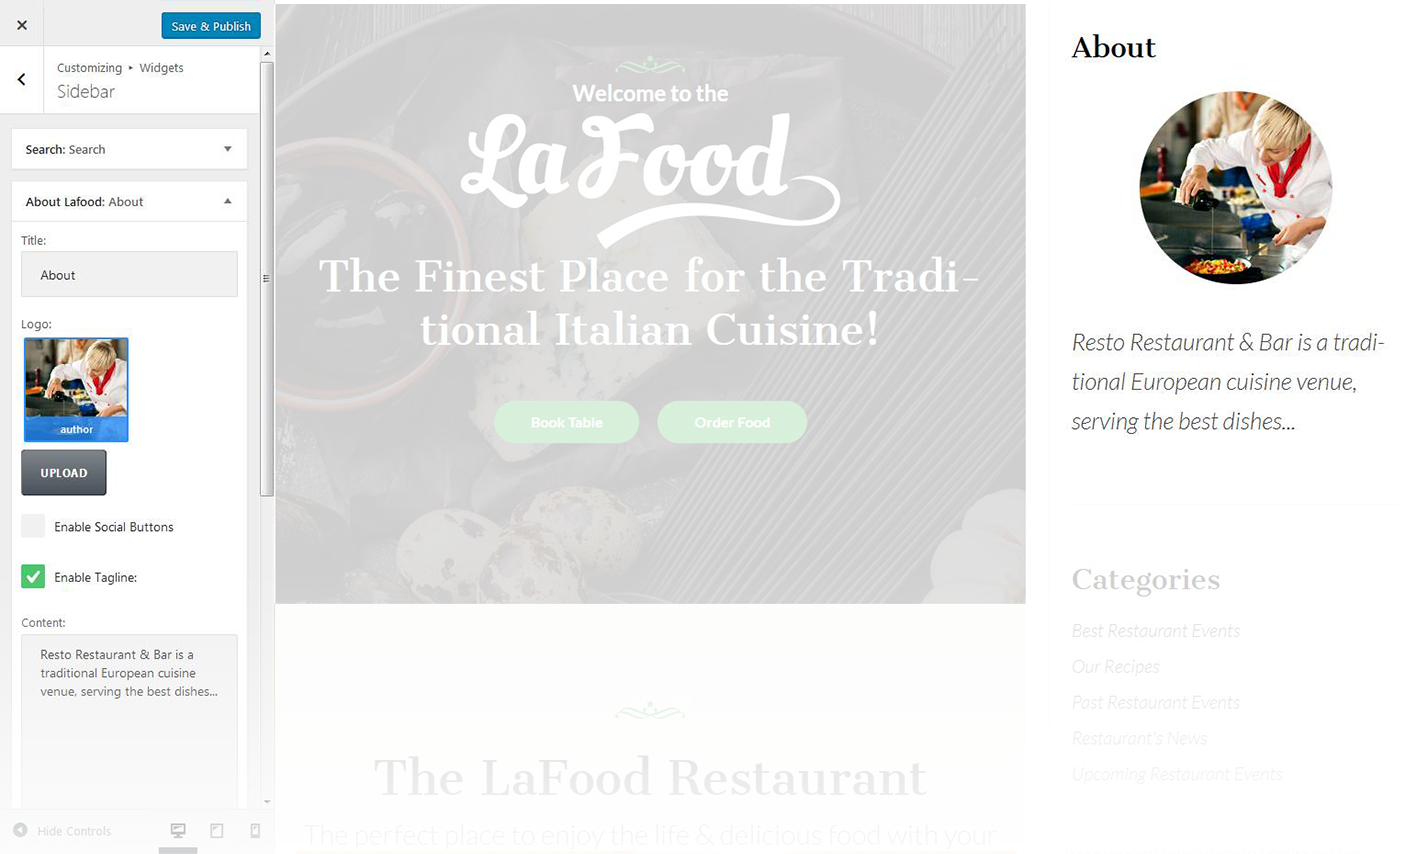 Save & Publish
Customizing ▸ Widgets
Sidebar
Search: Search
About Lafood: About
Title:
About
Logo:
author
UPLOAD
Enable Social Buttons
Enable Tagline:
Content:
Resto Restaurant & Bar is a
traditional European cuisine
venue, serving the best dishes...
Hide Controls
Welcome to the
LaFood
The Finest Place for the Tradi-
tional Italian Cuisine!
Book Table
Order Food
The LaFood Restaurant
The perfect place to enjoy the life & delicious food with your
About
Resto Restaurant & Bar is a tradi-
tional European cuisine venue,
serving the best dishes...
Categories
Best Restaurant Events
Our Recipes
Past Restaurant Events
Restaurant's News
Upcoming Restaurant Events